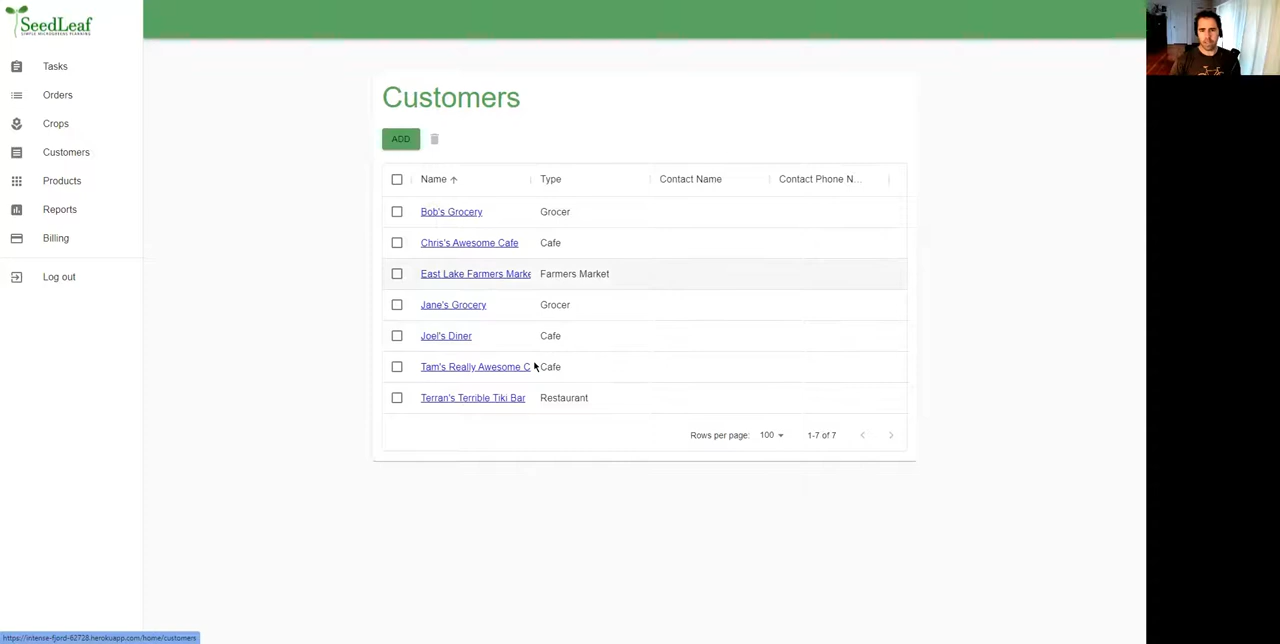 SeedLeaf
SIMPLE MICROGREENS PLANNING
Tasks
Orders
Crops
Customers
Products
Reports
Billing
Log out
Customers
ADD
Name Type Contact Name Contact Phone N...
Bob's Grocery Grocer
Chris's Awesome Cafe Cafe
East Lake Farmers Marke Farmers Market
Jane's Grocery Grocer
Joel's Diner Cafe
Tam's Really Awesome C Cafe
Terran's Terrible Tiki Bar Restaurant
Rows per page: 100 1-7 of 7
https://intense-fjord-62728.herokuapp.com/home/customers